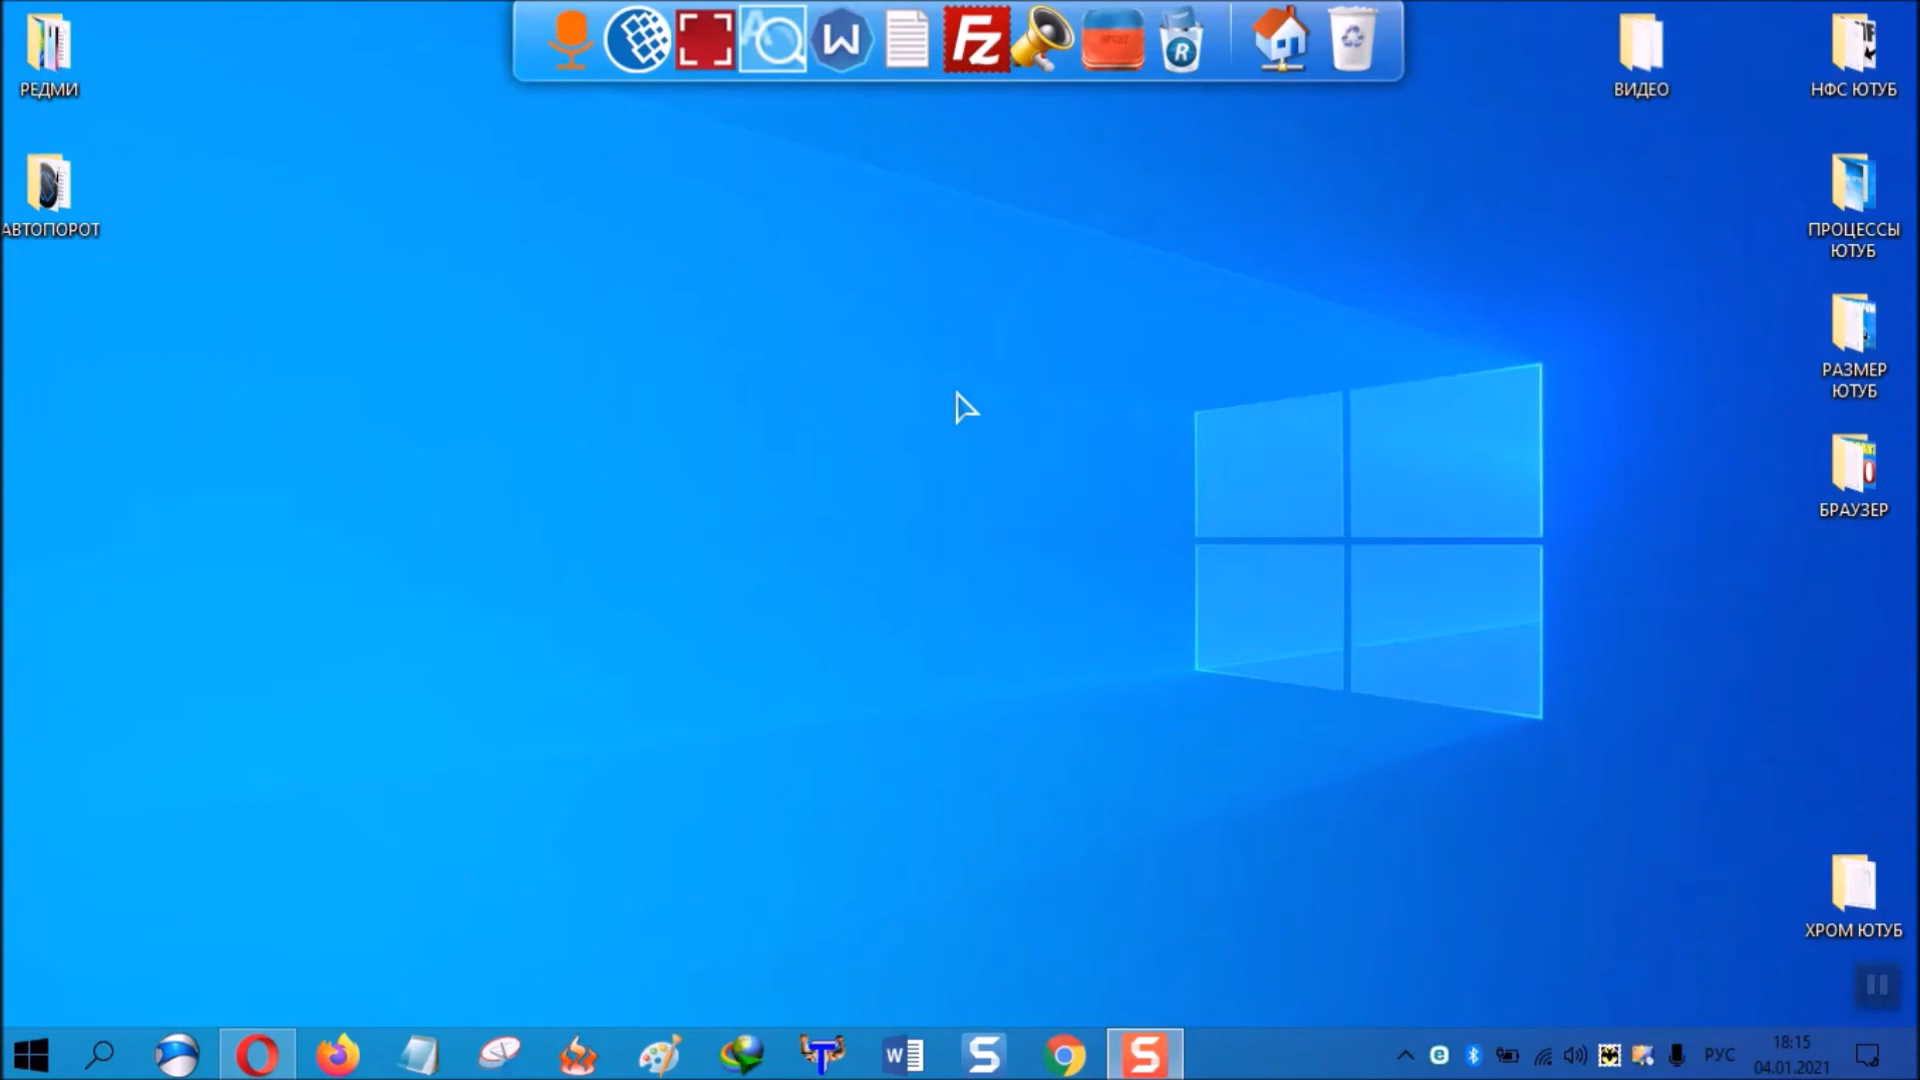 РЕДМИ
АВТОПОРОТ
ВИДЕО
НФС ЮТУБ
ПРОЦЕССЫ
ЮТУБ
РАЗМЕР
ЮТУБ
БРАУЗЕР
ХРОМ ЮТУБ
РУС
18:15
04.01.2021